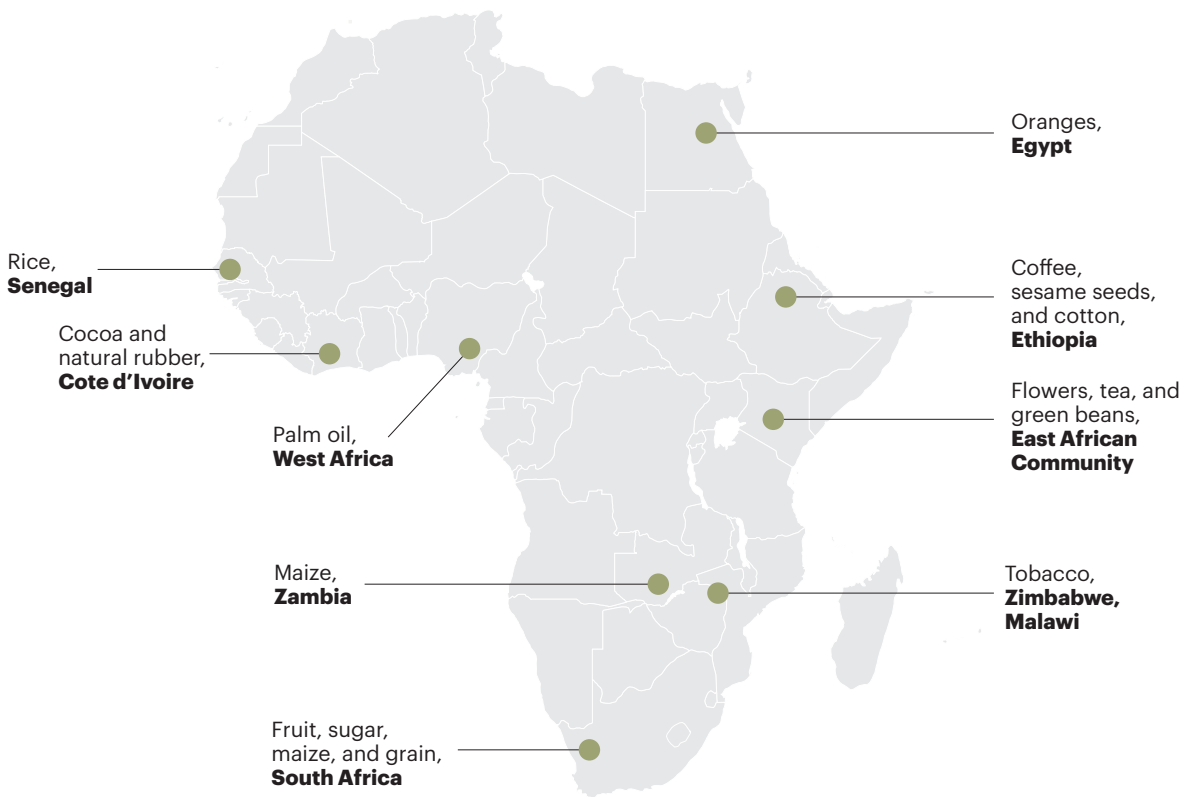 Oranges,
Egypt
Rice,
Senegal
Coffee,
sesame seeds,
and cotton,
Ethiopia
Cocoa and
natural rubber,
Cote d’Ivoire
Flowers, tea, and
green beans,
East African
Community
Palm oil,
West Africa
Maize,
Zambia
Tobacco,
Zimbabwe,
Malawi
Fruit, sugar,
maize, and grain,
South Africa